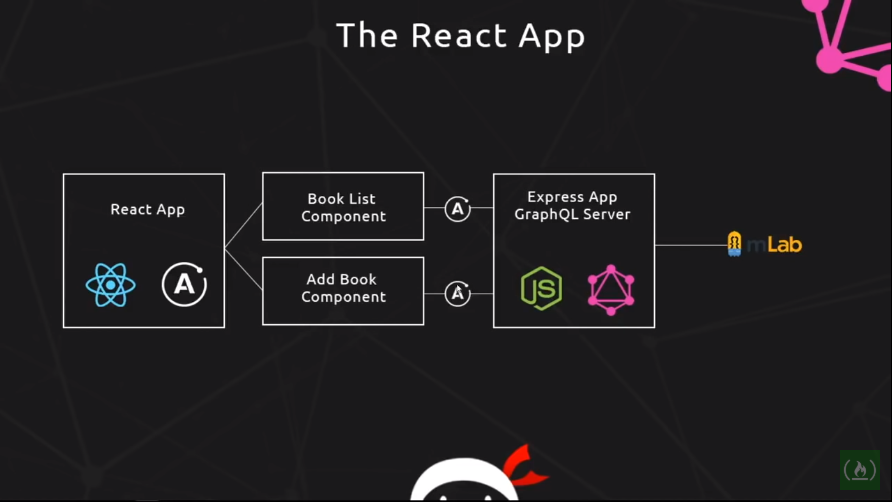 The React App
React App
Book List
Component
Add Book
Component
Express App
GraphQL Server
JS
mLab